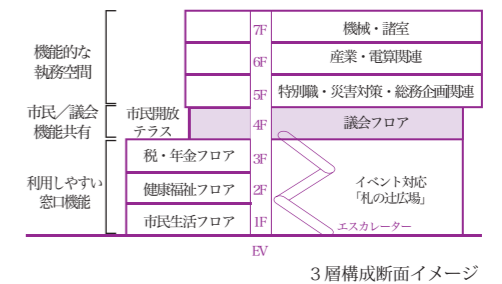 機能的な
執務空間
7F 機械・諸室
6F 産業・電算関連
5F 特別職・災害対策・総務企画関連
市民／議会
機能共有
市民開放
テラス
4F 議会フロア
利用しやすい
窓口機能
税・年金フロア 3F
健康福祉フロア 2F
市民生活フロア 1F
イベント対応
「札の辻広場」
エスカレーター
EV
３層構成断面イメージ